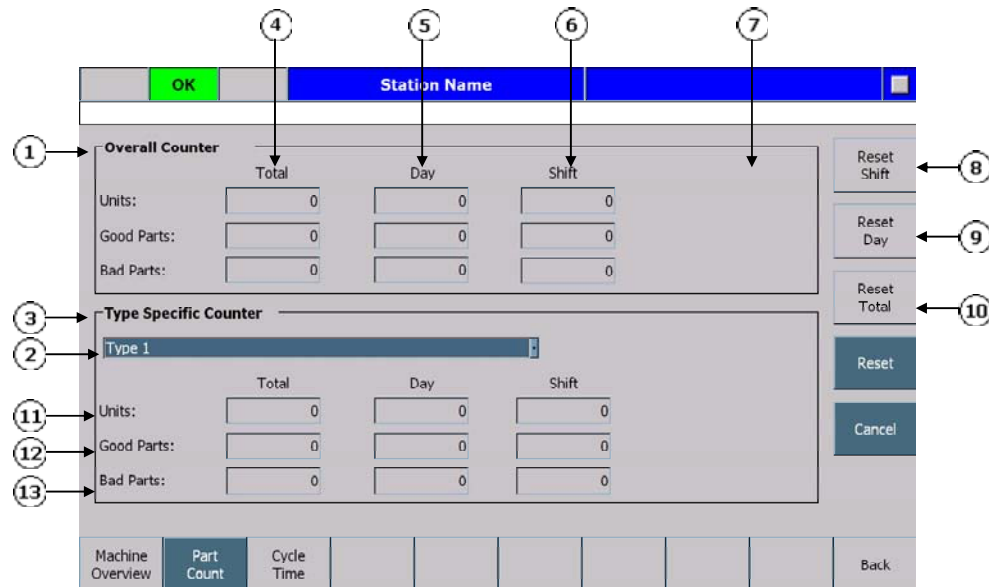 4 5 6 7
OK Station Name
1 Overall Counter
Total Day Shift
Units: 0 0 0
Good Parts: 0 0 0
Bad Parts: 0 0 0
Reset Shift 8
Reset Day 9
Reset Total 10
3 Type Specific Counter
2 Type 1
Total Day Shift
11 Units: 0 0 0
12 Good Parts: 0 0 0
13 Bad Parts: 0 0 0
Reset
Cancel
Machine Overview Part Count Cycle Time Back